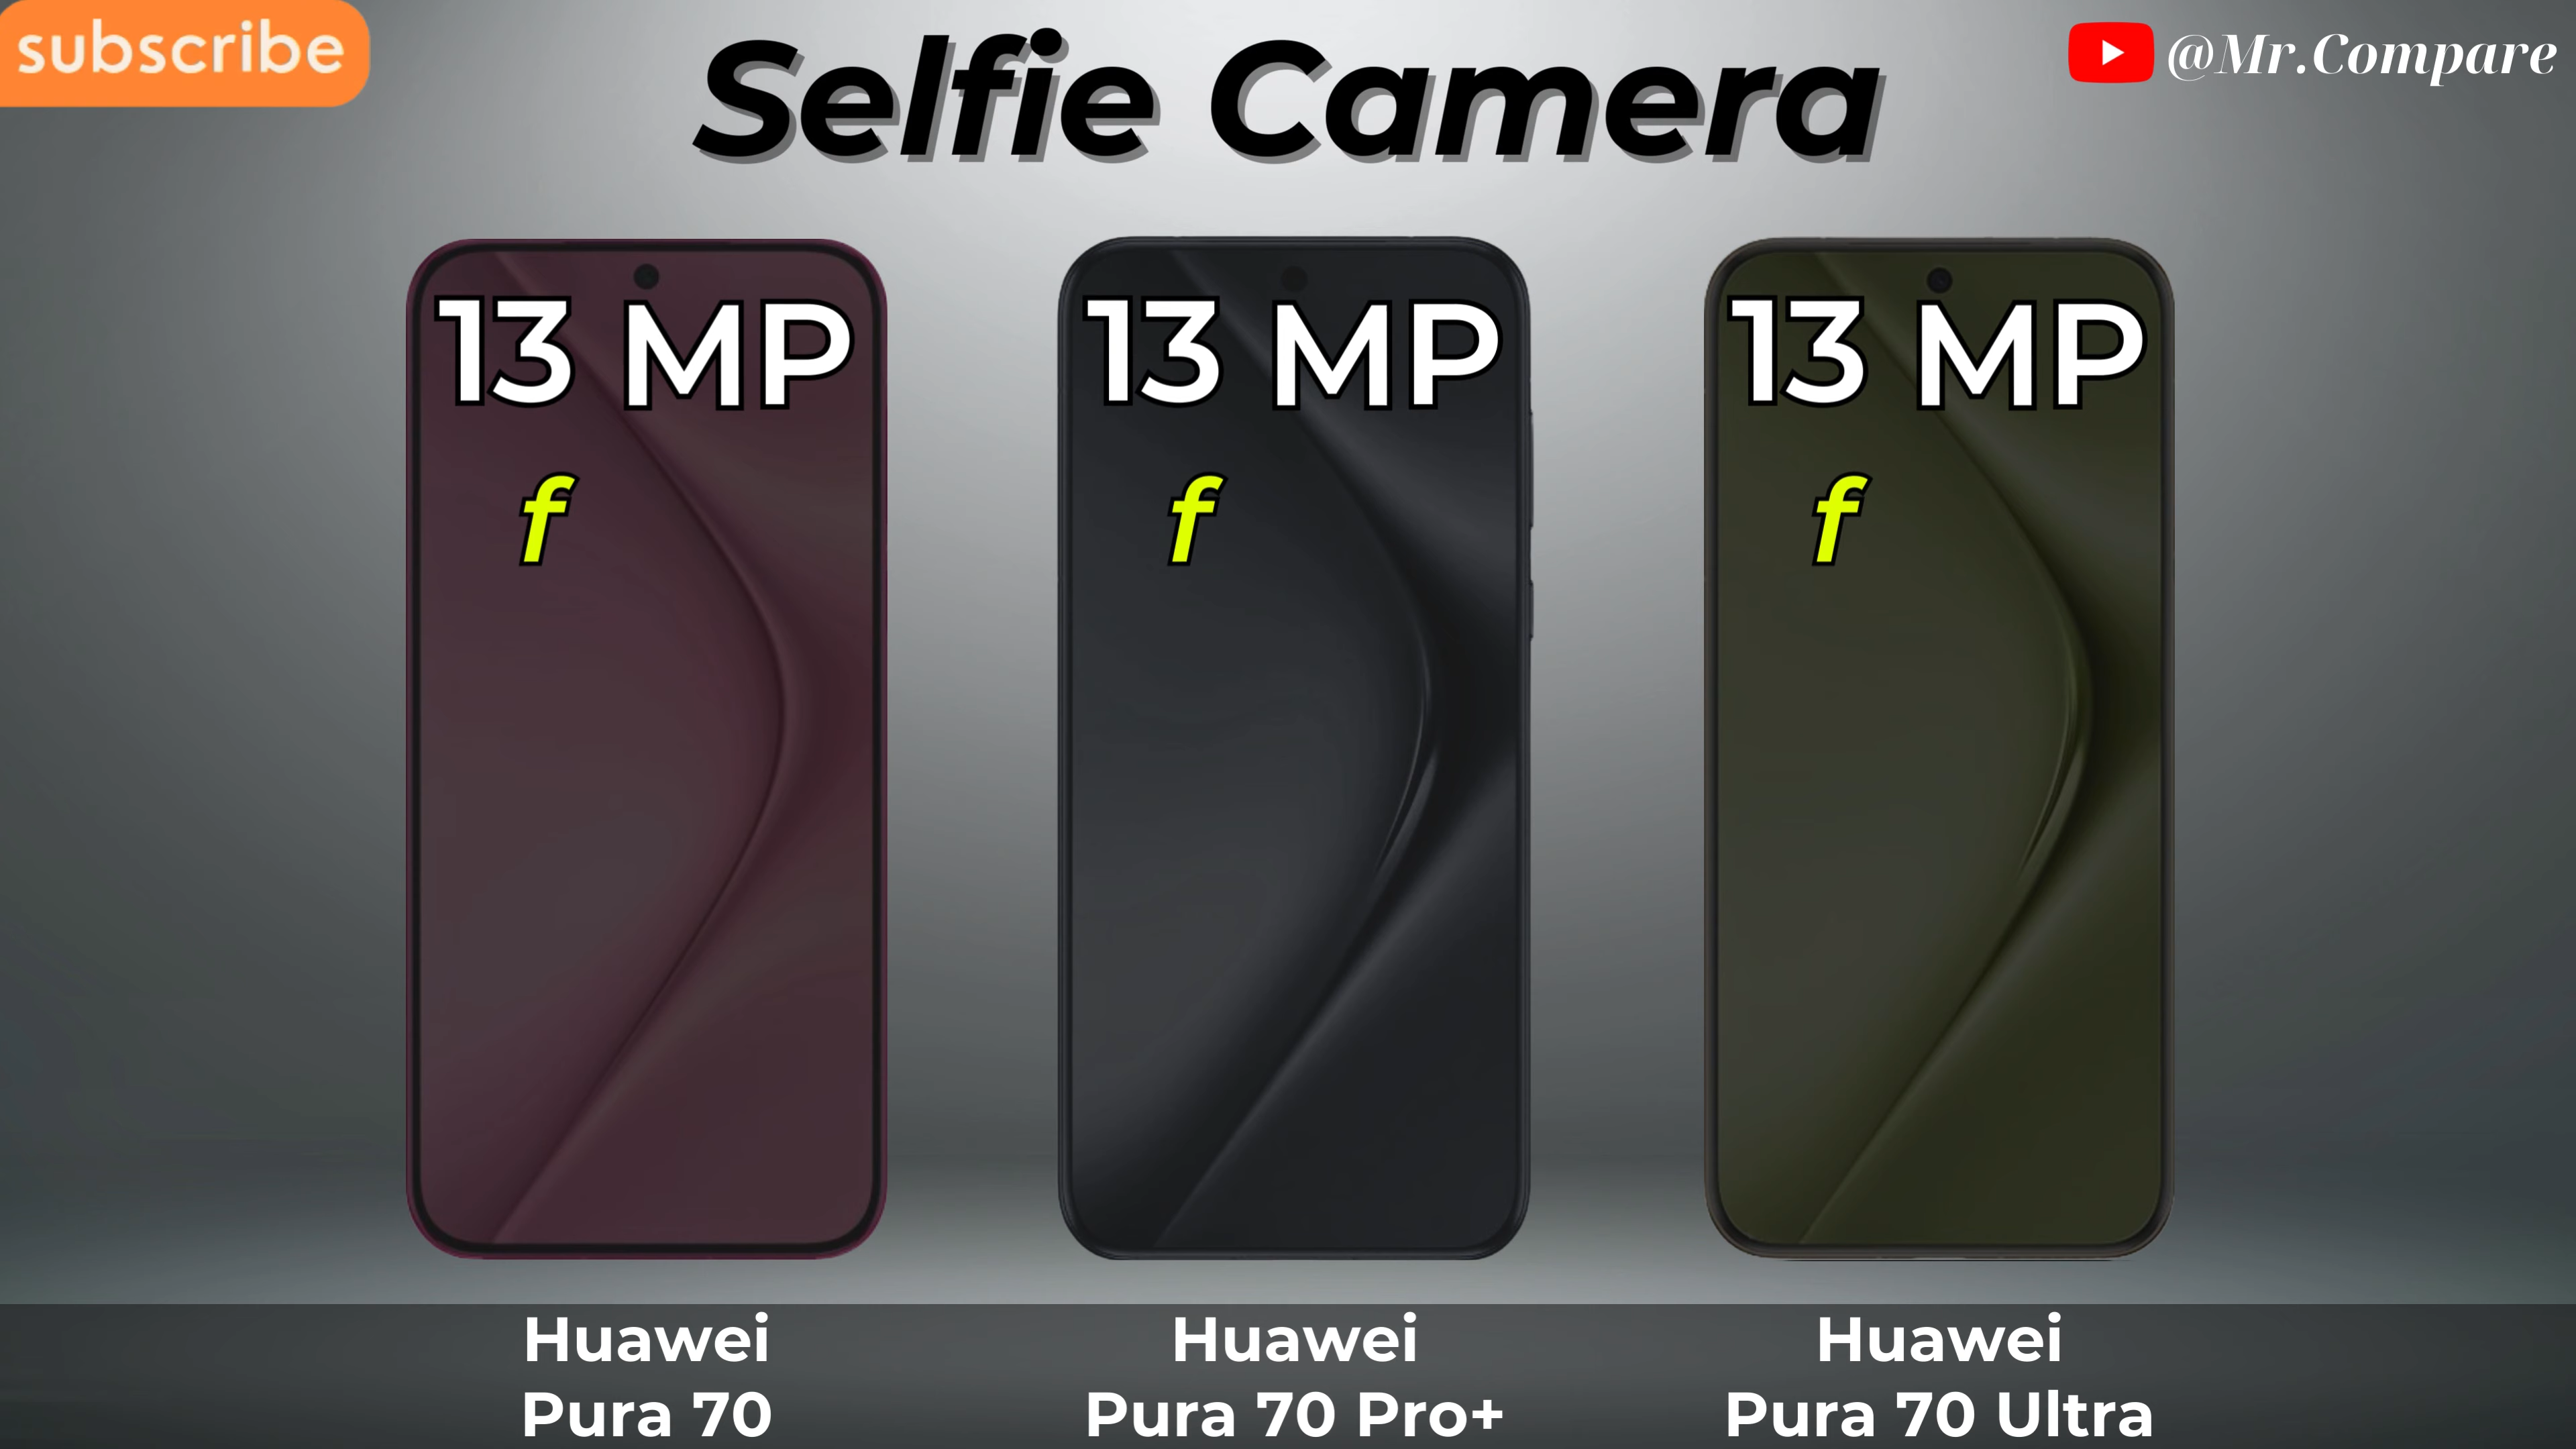 subscribe
Selfie Camera
@Mr.Compare
13 MP
f
13 MP
f
13 MP
f
Huawei
Pura 70
Huawei
Pura 70 Pro+
Huawei
Pura 70 Ultra